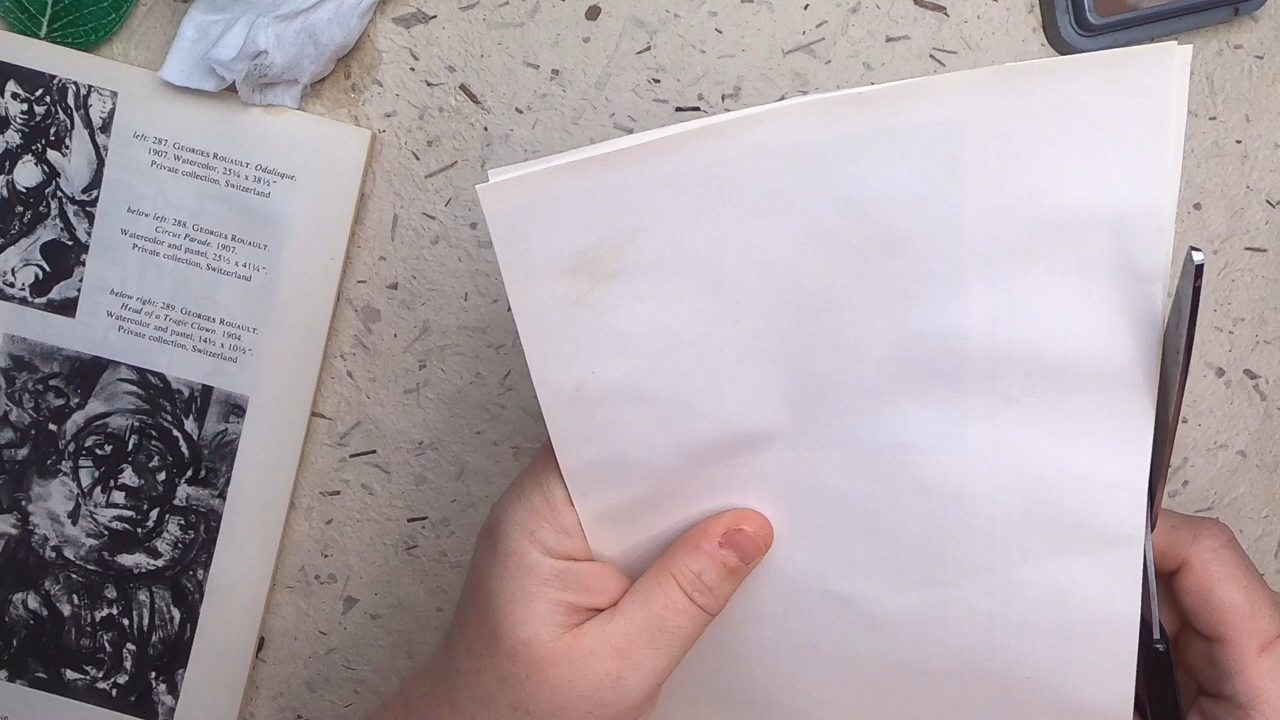 left: 287. GEORGES ROUAULT. Odalisque.
1907. Watercolor, 25¼ x 38½".
Private collection, Switzerland
below left: 288. GEORGES ROUAULT.
Circus Parade. 1907.
Watercolor and pastel, 25½ x 41¼".
Private collection, Switzerland
below right: 289. GEORGES ROUAULT.
Head of a Tragic Clown. 1904.
Watercolor and pastel, 14½ x 10½".
Private collection, Switzerland